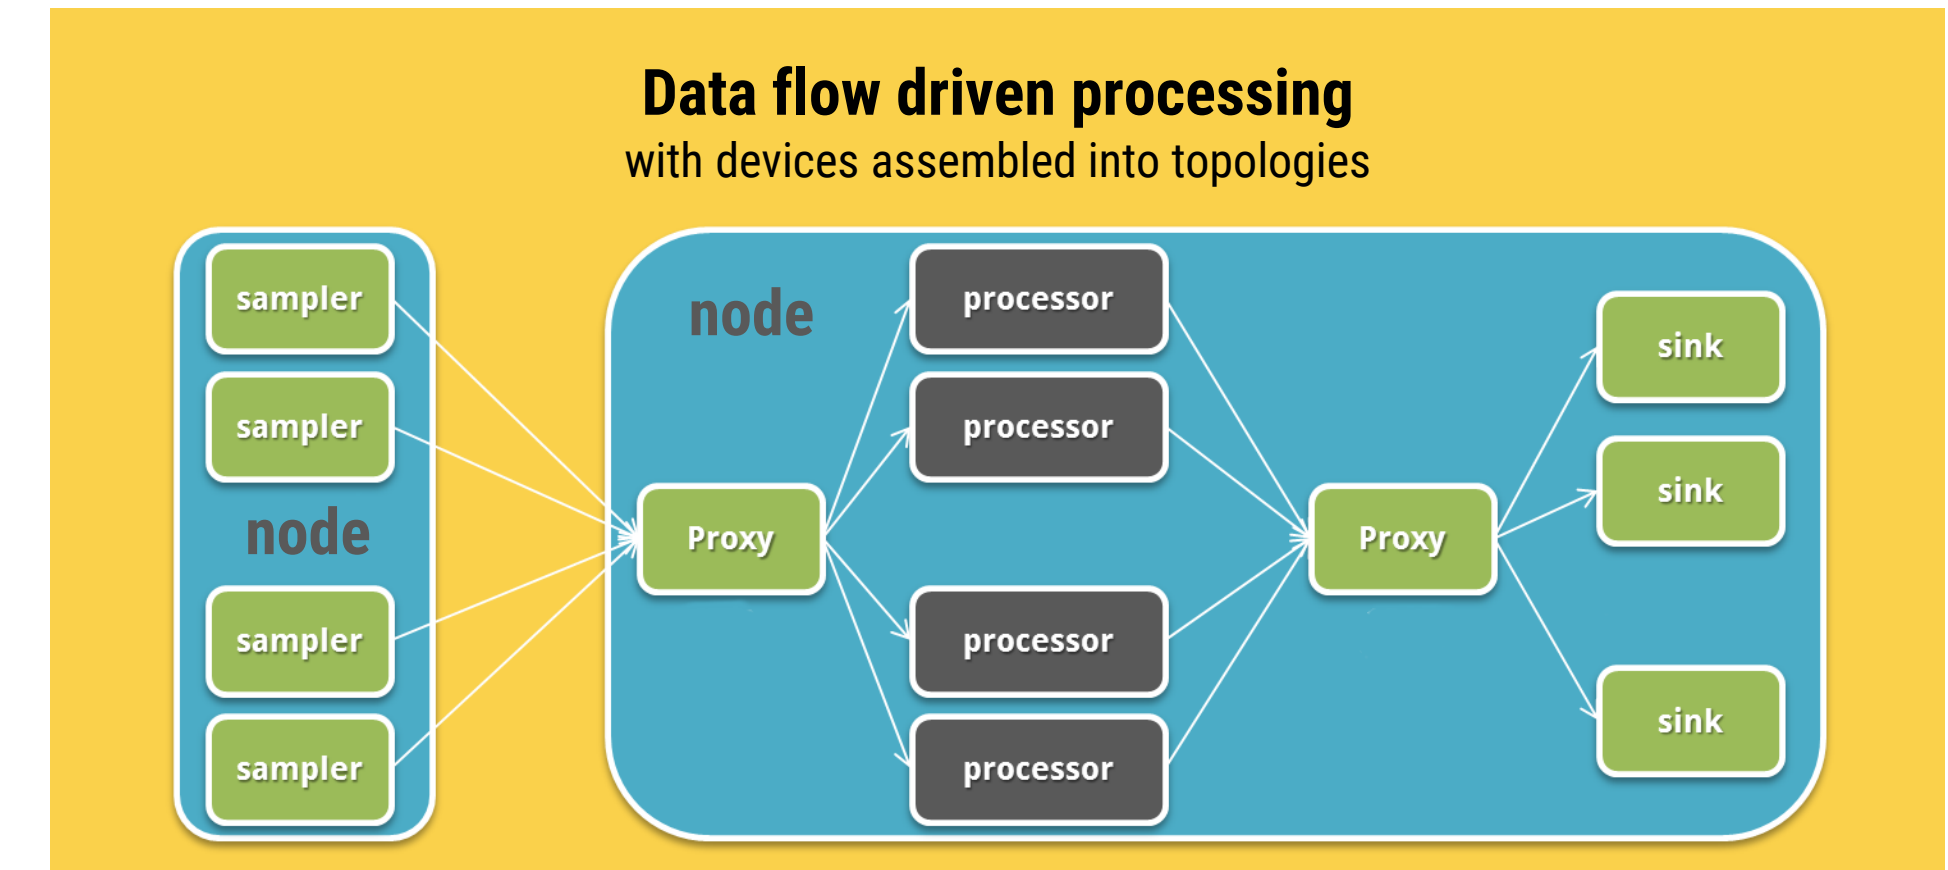 Data flow driven processing
with devices assembled into topologies
sampler
sampler
node
sampler
sampler
node
Proxy
processor
processor
processor
processor
Proxy
sink
sink
sink